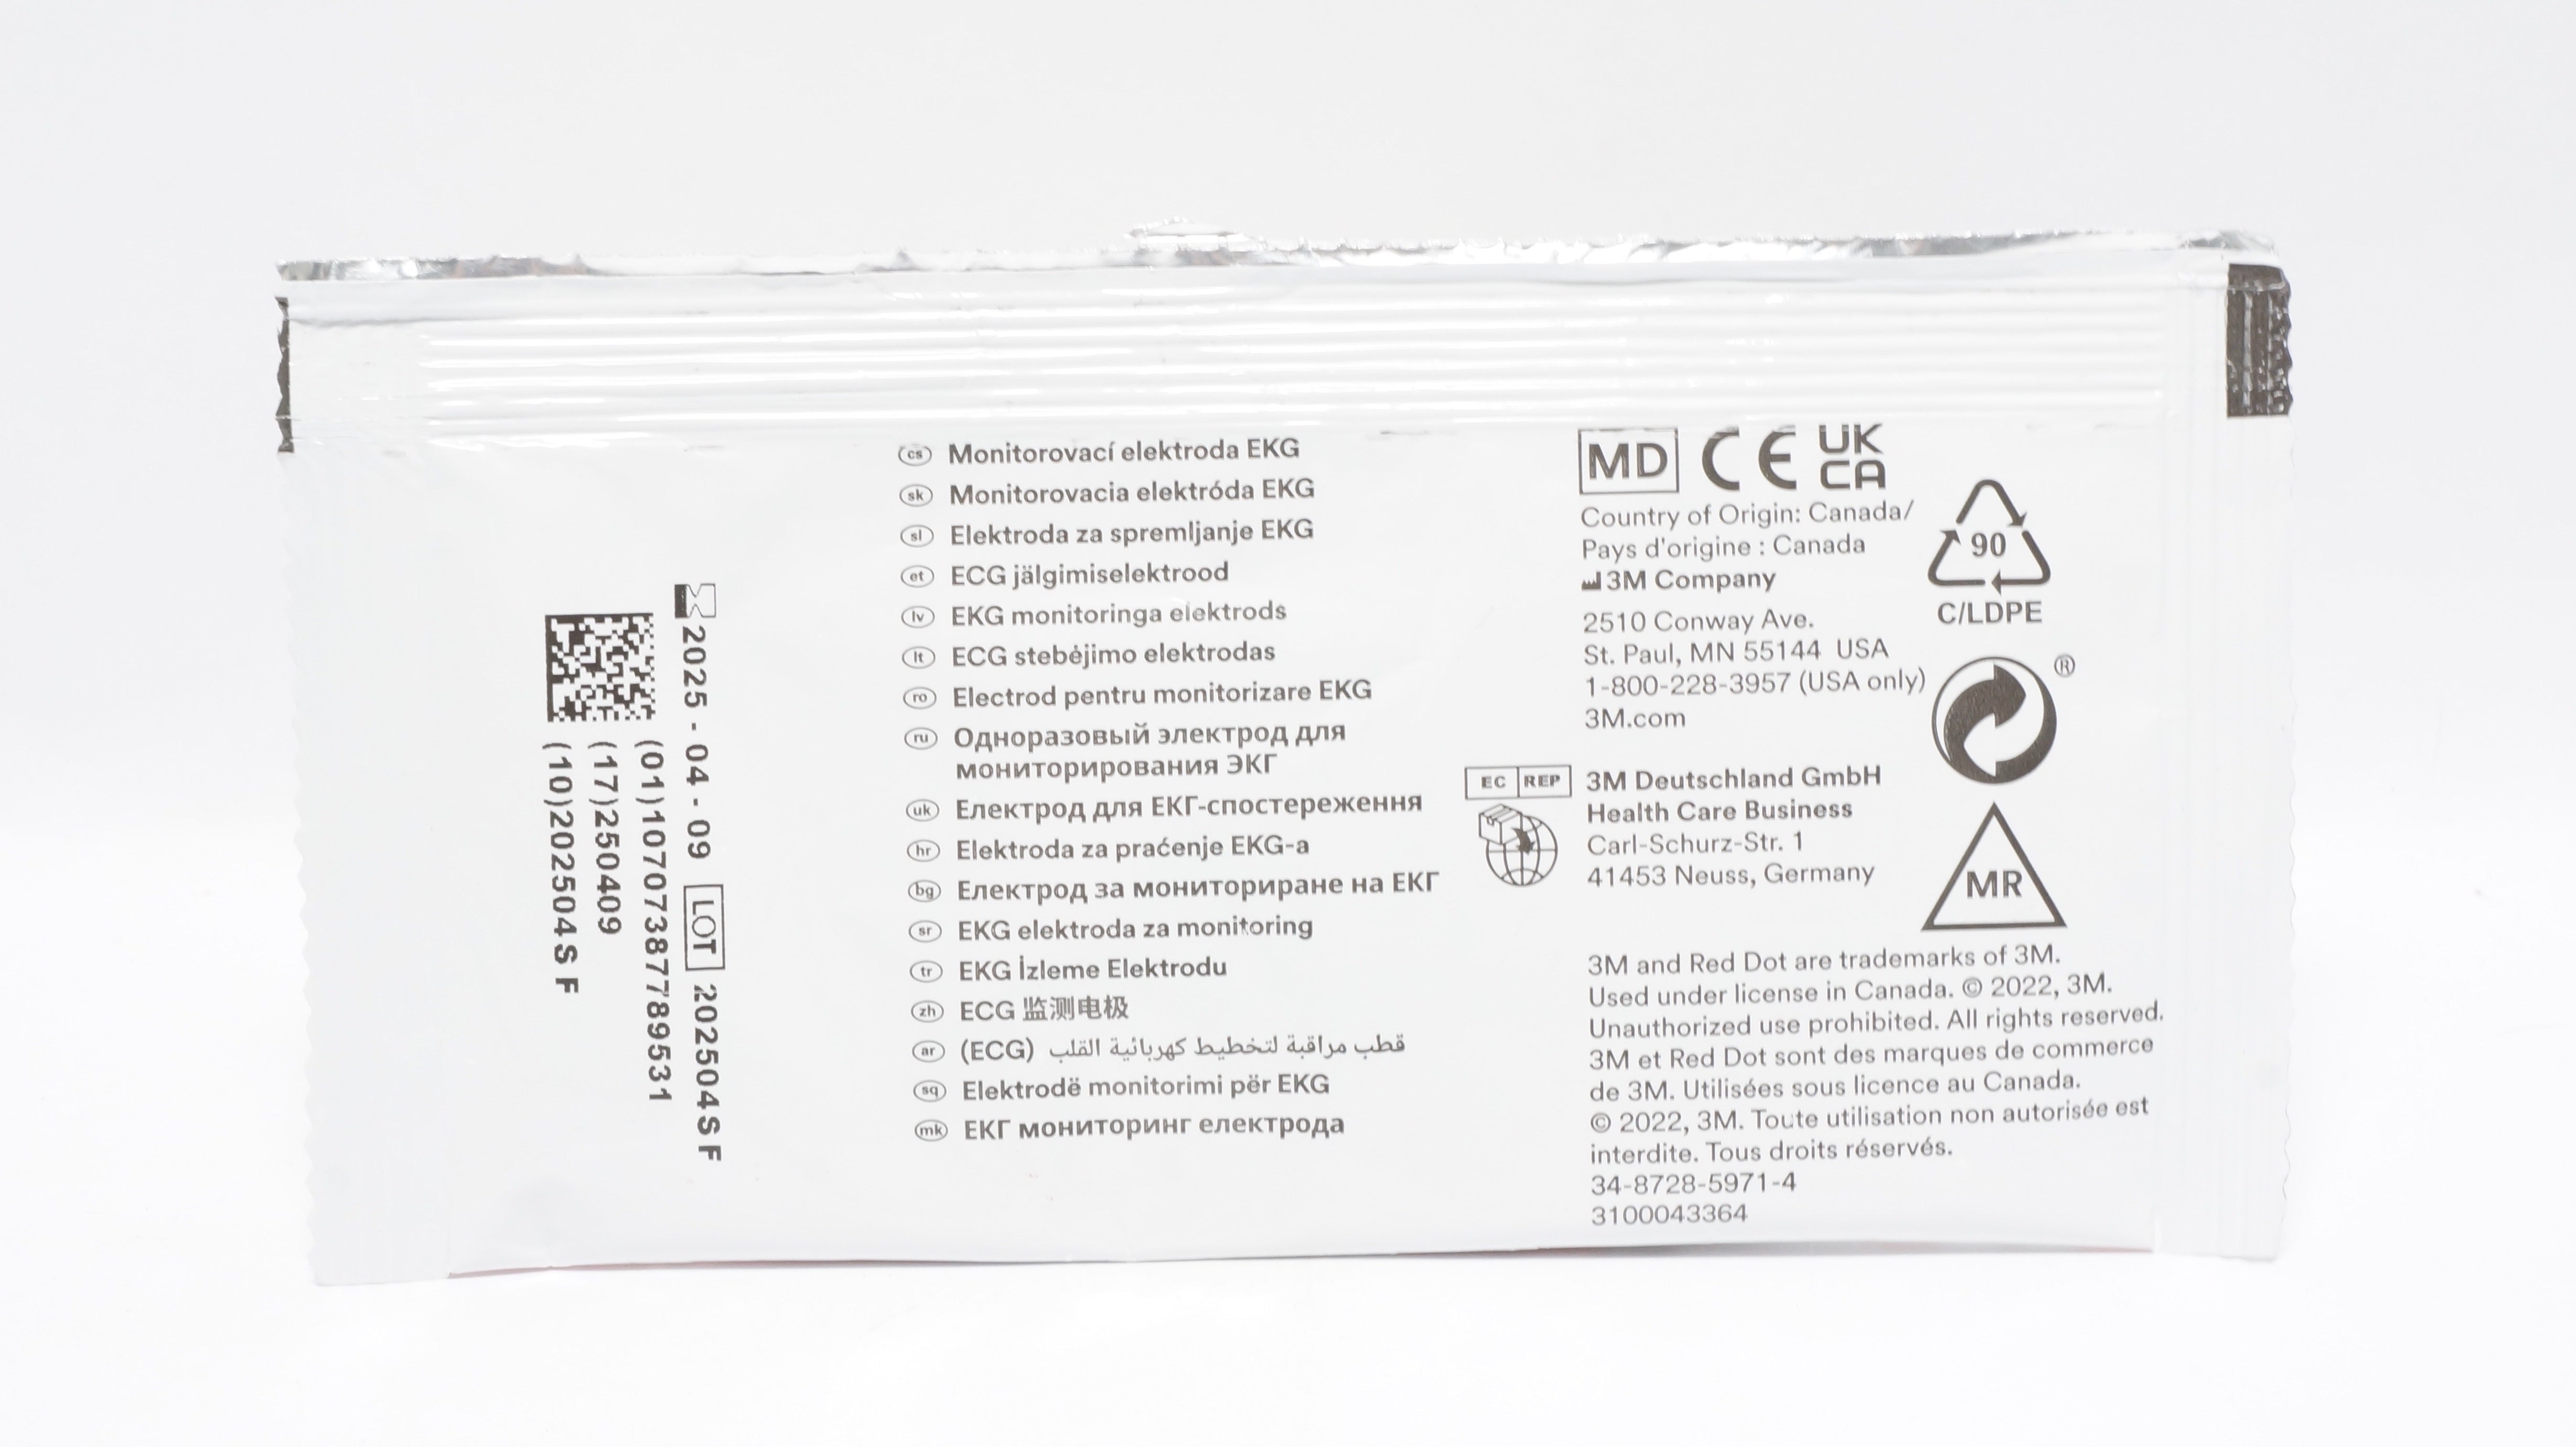 2025-04-09 LOT 202504SF
(01)10707387789531
(17)250409
(10)202504SF
cs Monitorovací elektroda EKG
sk Monitorovacia elektróda EKG
sl Elektroda za spremljanje EKG
et ECG jälgimiselektrood
lv EKG monitoringa elektrods
lt ECG stebėjimo elektrodas
ro Electrod pentru monitorizare EKG
ru Одноразовый электрод для
мониторирования ЭКГ
uk Електрод для ЕКГ-спостереження
hr Elektroda za praćenje EKG-a
bg Електрод за мониториране на ЕКГ
sr EKG elektroda za monitoring
tr EKG İzleme Elektrodu
zh ECG 监测电极
ar (ECG) قطب مراقبة لتخطيط كهربائية القلب
sq Elektrodë monitorimi për EKG
mk ЕКГ мониторинг електрода
MD CE UK
CA
Country of Origin: Canada/
Pays d'origine : Canada
3M Company
2510 Conway Ave.
St. Paul, MN 55144 USA
1-800-228-3957 (USA only)
3M.com
EC REP 3M Deutschland GmbH
Health Care Business
Carl-Schurz-Str. 1
41453 Neuss, Germany
90
C/LDPE
®
MR
3M and Red Dot are trademarks of 3M.
Used under license in Canada. © 2022, 3M.
Unauthorized use prohibited. All rights reserved.
3M et Red Dot sont des marques de commerce
de 3M. Utilisées sous licence au Canada.
© 2022, 3M. Toute utilisation non autorisée est
interdite. Tous droits réservés.
34-8728-5971-4
3100043364